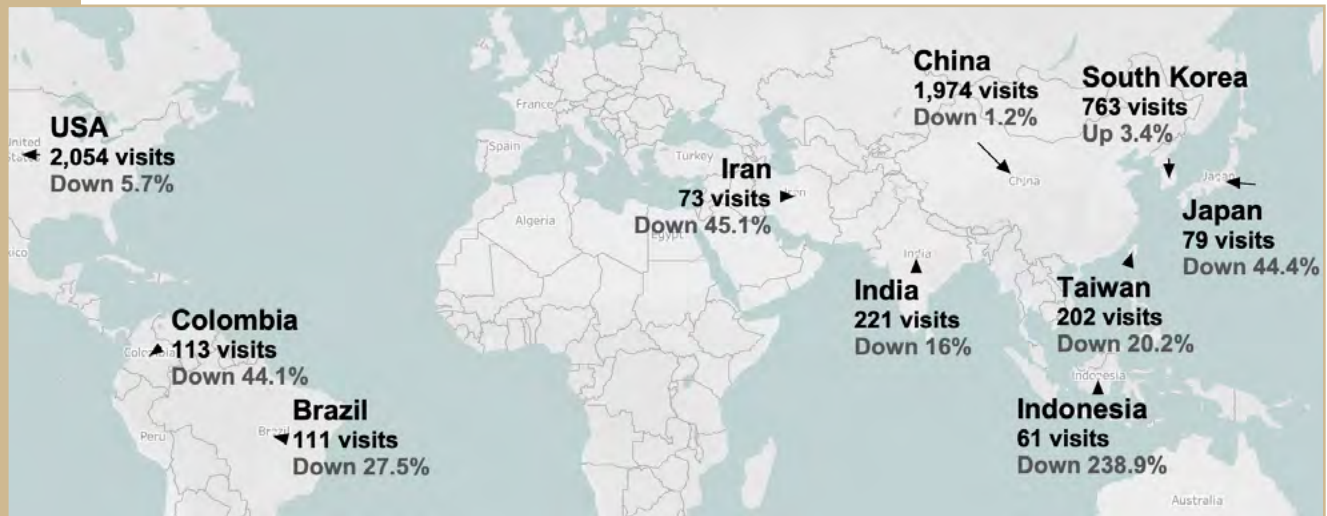 China
1,974 visits
Down 1.2%
South Korea
763 visits
Up 3.4%
USA
2,054 visits
Down 5.7%
Iran
73 visits
Down 45.1%
Japan
79 visits
Down 44.4%
India
221 visits
Down 16%
Taiwan
202 visits
Down 20.2%
Colombia
113 visits
Down 44.1%
Brazil
111 visits
Down 27.5%
Indonesia
61 visits
Down 238.9%
France
Spain
Turkey
Algeria
Egypt
Iran
China
Japan
India
Indonesia
Colombia
Peru
Brazil
Australia